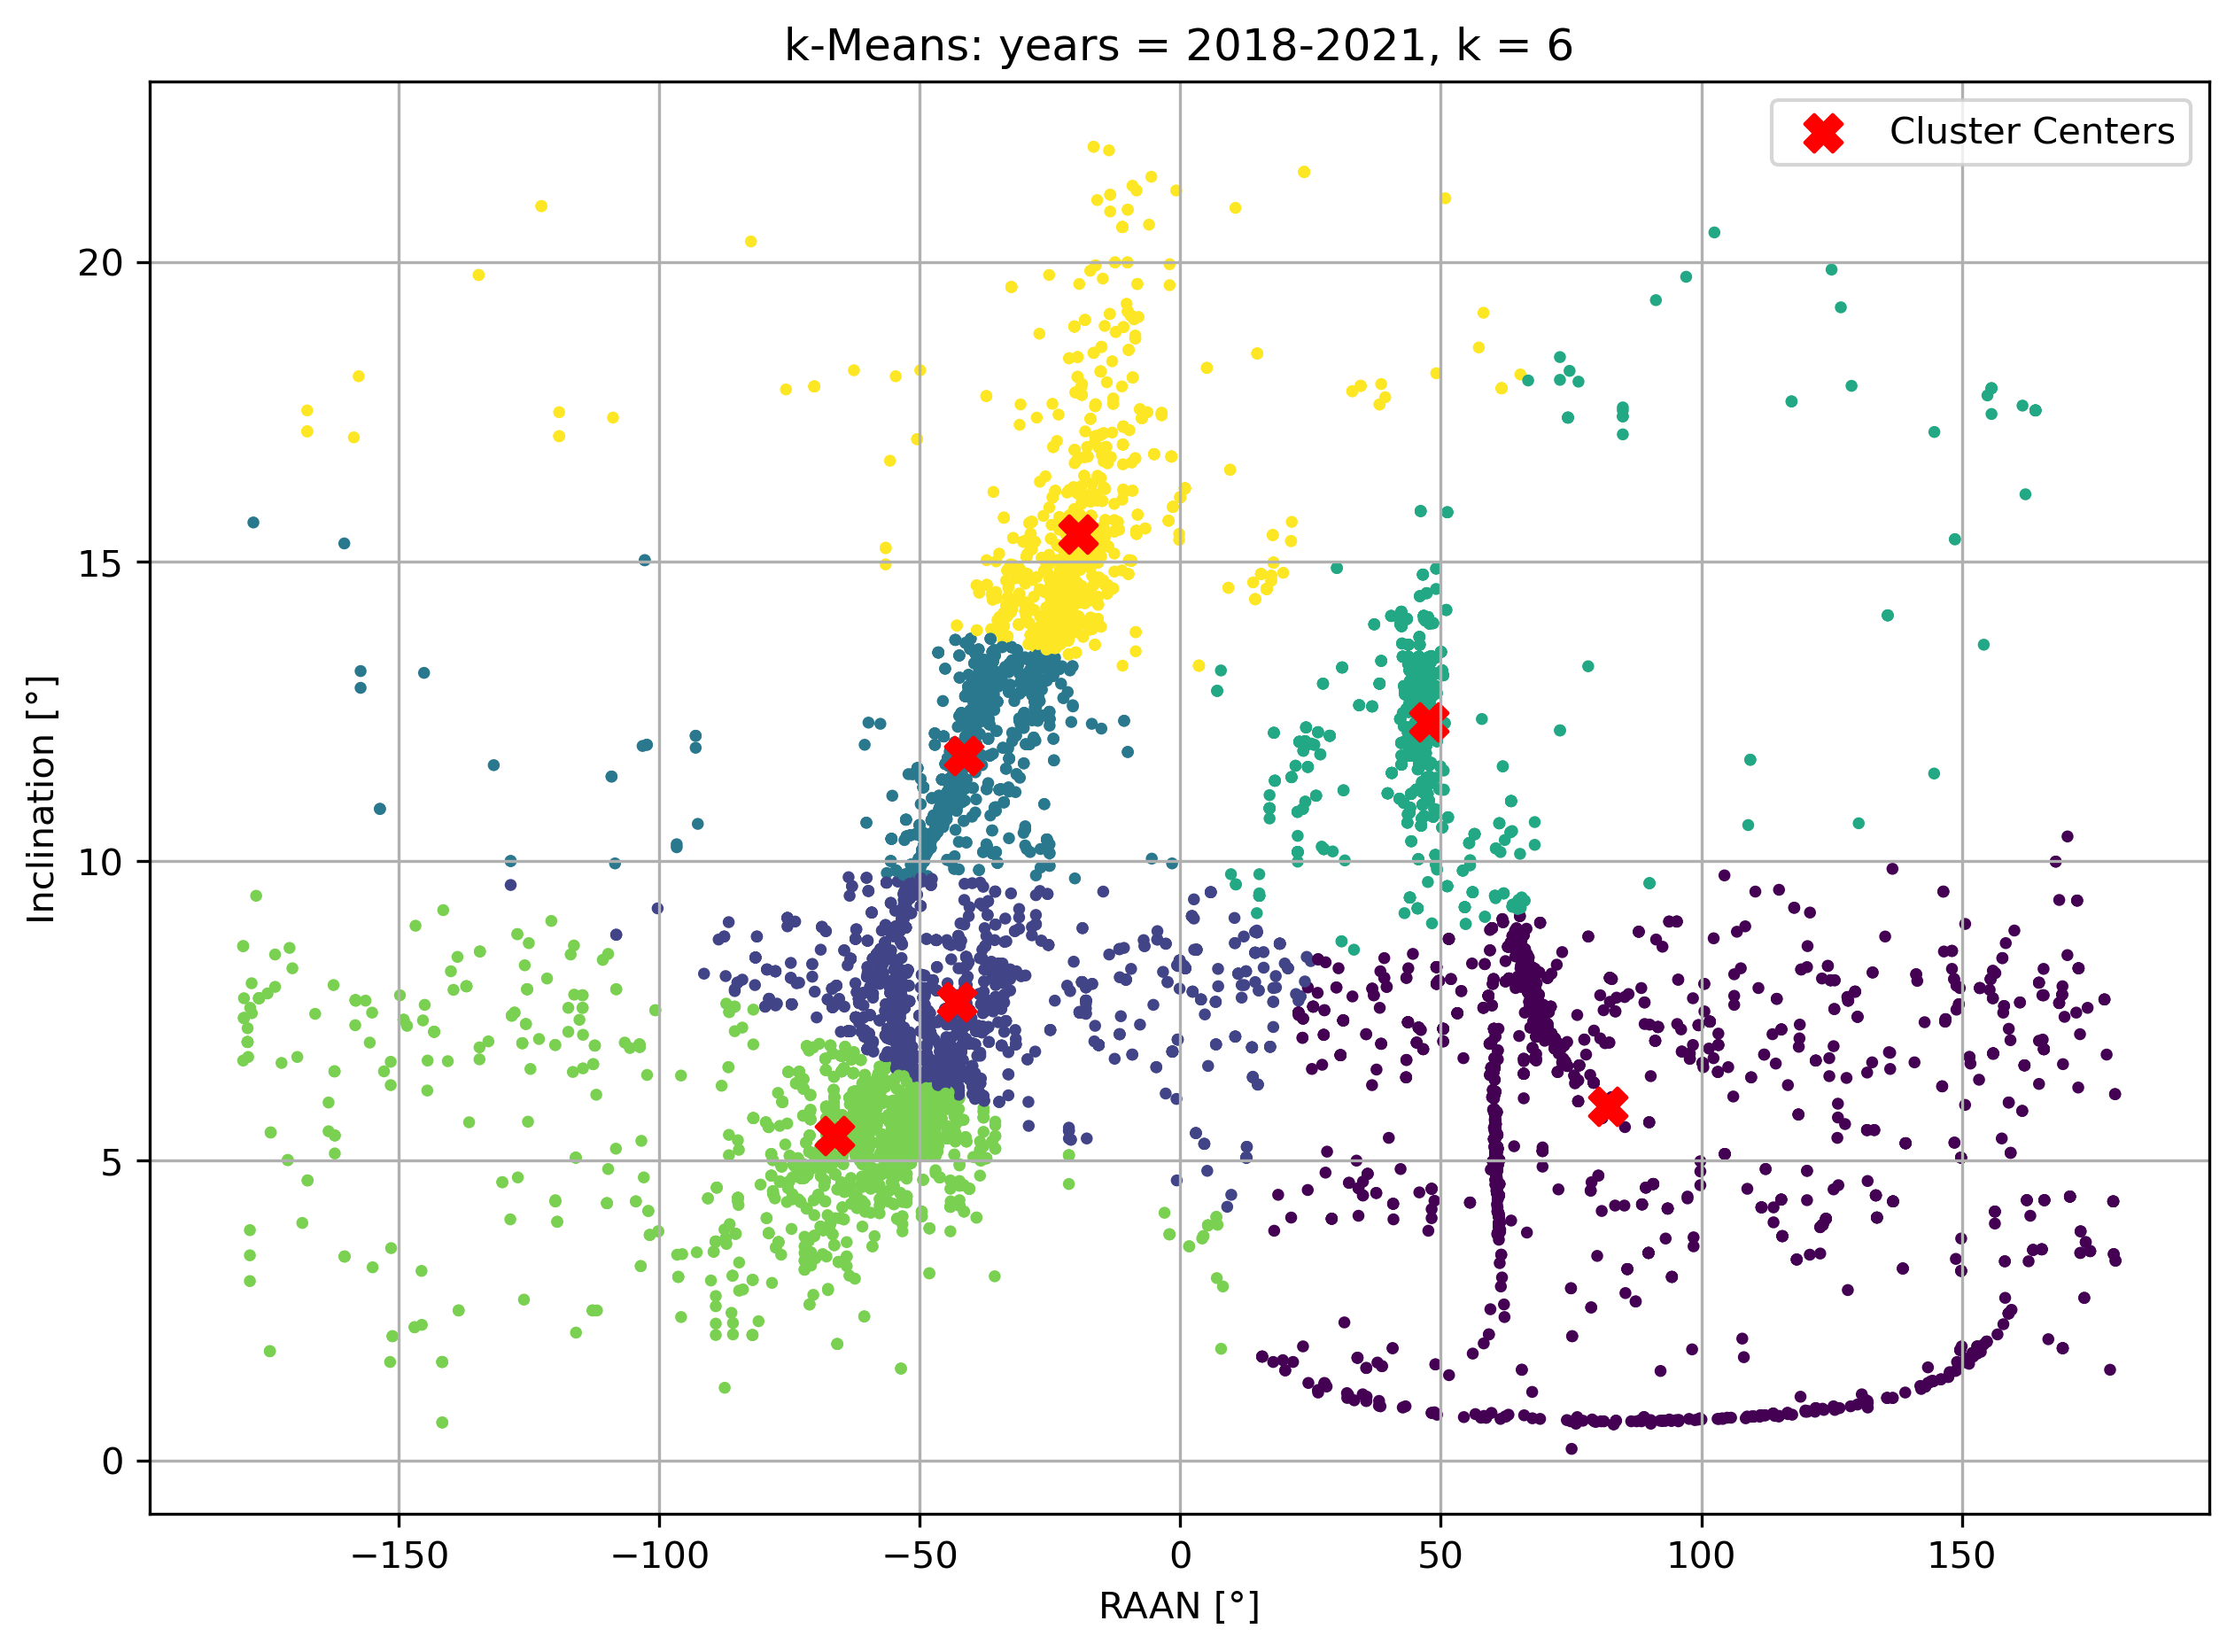 k-Means: years = 2018-2021, k = 6
Cluster Centers
Inclination [°]
20
15
10
5
0
−150 −100 −50 0 50 100 150
RAAN [°]